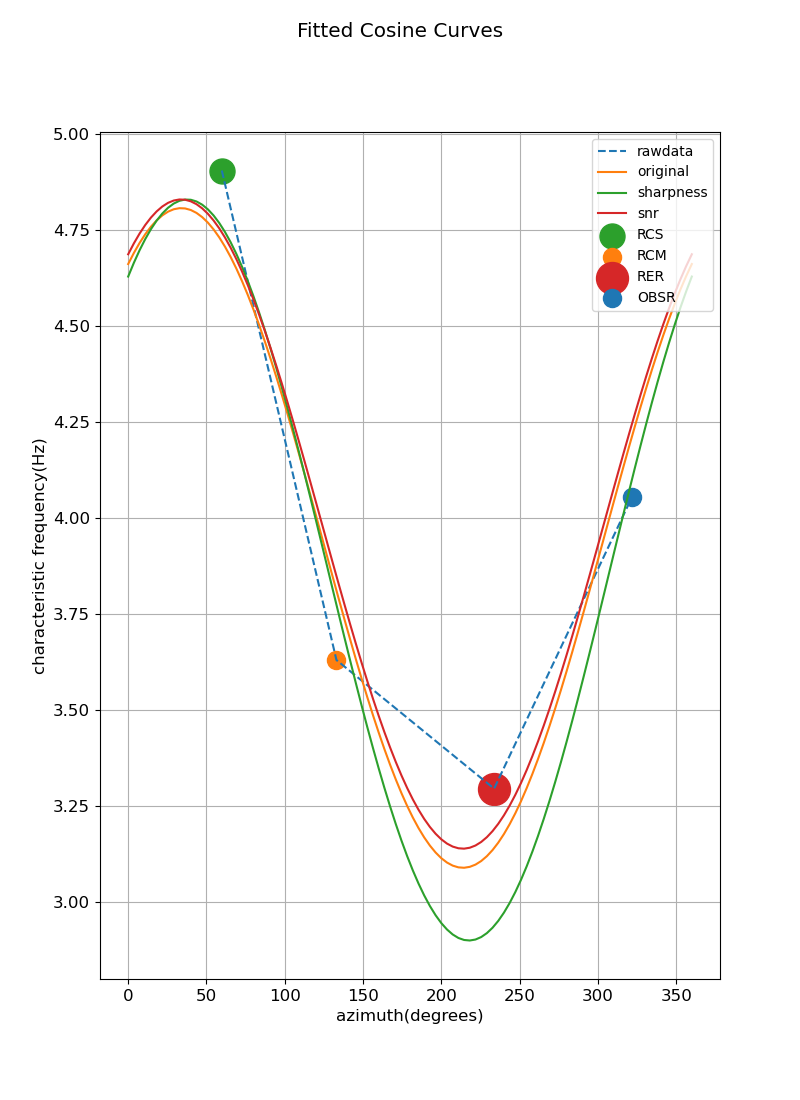 Fitted Cosine Curves
5.00
4.75
4.50
4.25
4.00
3.75
3.50
3.25
3.00
characteristic frequency(Hz)
rawdata
original
sharpness
snr
RCS
RCM
RER
OBSR
0 50 100 150 200 250 300 350
azimuth(degrees)